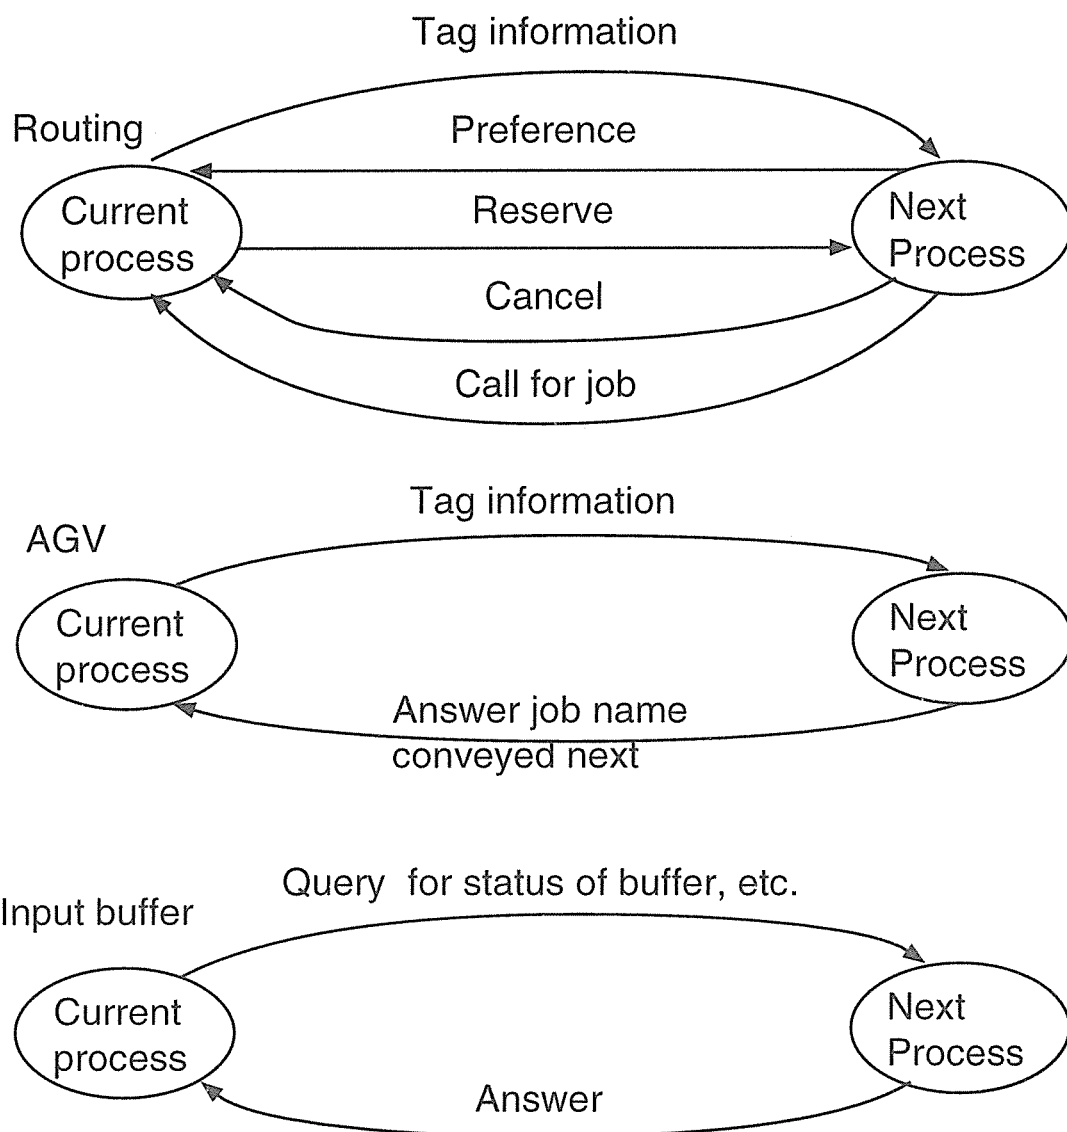 Tag information
Routing
Preference
Current
process
Reserve
Next
Process
Cancel
Call for job
Tag information
AGV
Current
process
Next
Process
Answer job name
conveyed next
Query for status of buffer, etc.
Input buffer
Current
process
Next
Process
Answer